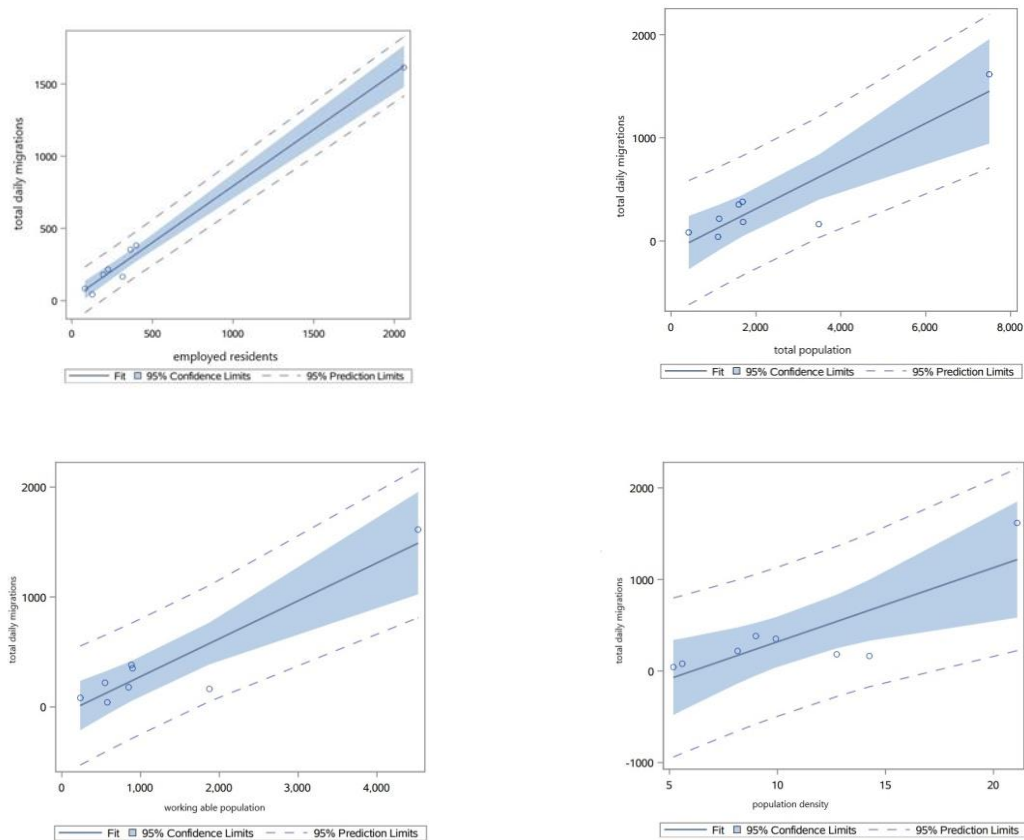 total daily migrations
1500
1000
500
0
0 500 1000 1500 2000
employed residents
Fit 95% Confidence Limits 95% Prediction Limits
total daily migrations
2000
1000
0
0 2,000 4,000 6,000 8,000
total population
Fit 95% Confidence Limits 95% Prediction Limits
total daily migrations
2000
1000
0
0 1,000 2,000 3,000 4,000
working able population
Fit 95% Confidence Limits 95% Prediction Limits
total daily migrations
2000
1000
0
-1000
5 10 15 20
population density
Fit 95% Confidence Limits 95% Prediction Limits